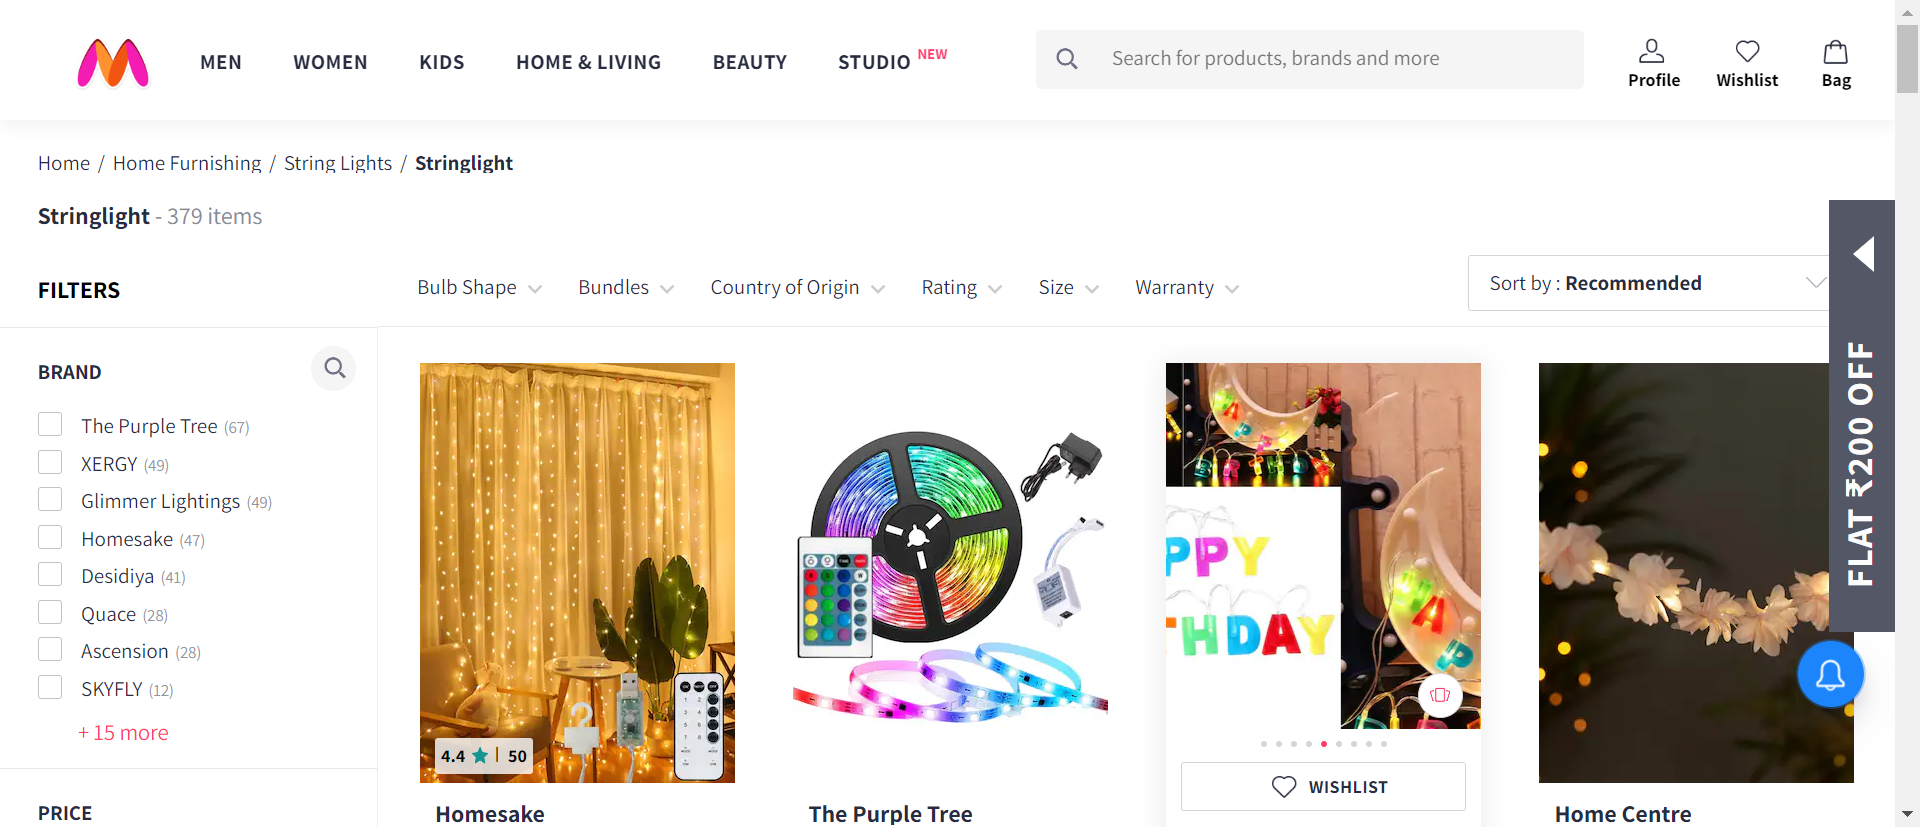 MEN WOMEN KIDS HOME & LIVING BEAUTY STUDIO NEW
Search for products, brands and more
Profile Wishlist Bag
Home / Home Furnishing / String Lights / Stringlight
Stringlight - 379 items
FILTERS
Bulb Shape Bundles Country of Origin Rating Size Warranty
Sort by : Recommended
BRAND
The Purple Tree (67)
XERGY (49)
Glimmer Lightings (49)
Homesake (47)
Desidiya (41)
Quace (28)
Ascension (28)
SKYFLY (12)
+ 15 more
PRICE
4.4 | 50
Homesake
The Purple Tree
PPY
HDAY
WISHLIST
Home Centre
FLAT ₹200 OFF